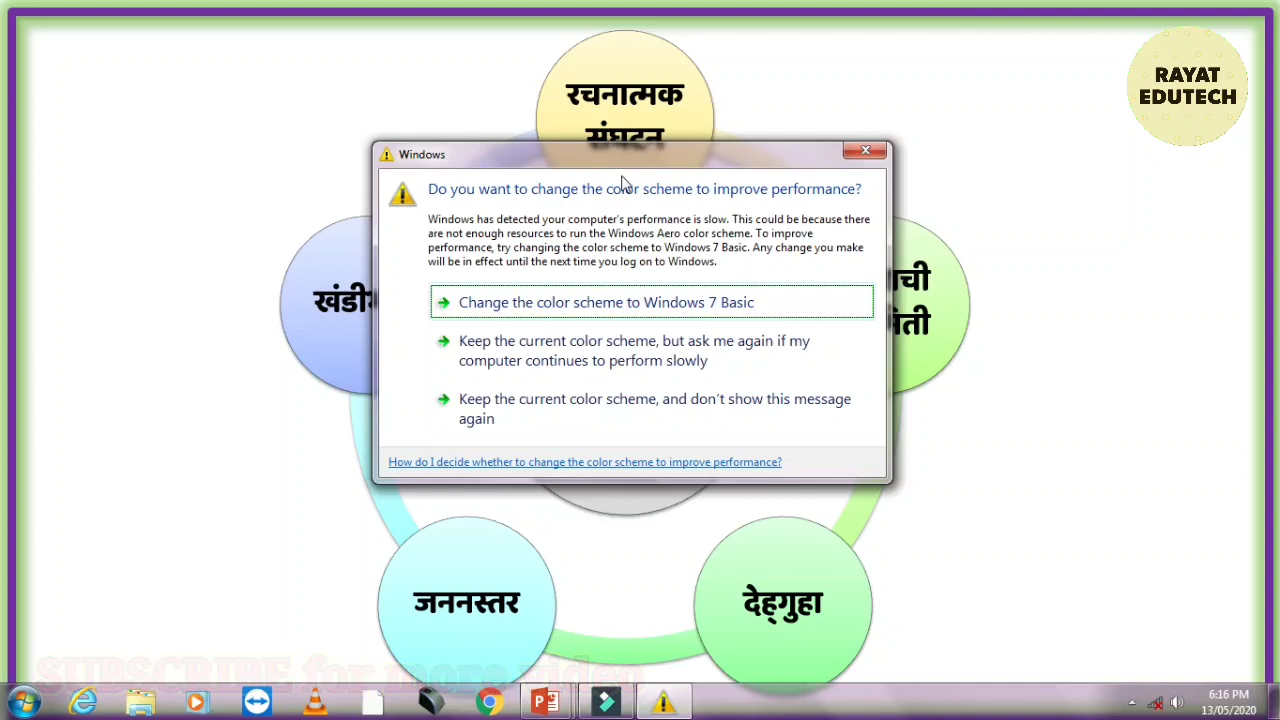 रचनात्मक
संघटन
RAYAT
EDUTECH
Windows
Do you want to change the color scheme to improve performance?
Windows has detected your computer's performance is slow. This could be because there
are not enough resources to run the Windows Aero color scheme. To improve
performance, try changing the color scheme to Windows 7 Basic. Any change you make
will be in effect until the next time you log on to Windows.
Change the color scheme to Windows 7 Basic
Keep the current color scheme, but ask me again if my
computer continues to perform slowly
Keep the current color scheme, and don't show this message
again
How do I decide whether to change the color scheme to improve performance?
जननस्तर
देहगुहा
SUBSCRIBE for more video
6:16 PM
13/05/2020